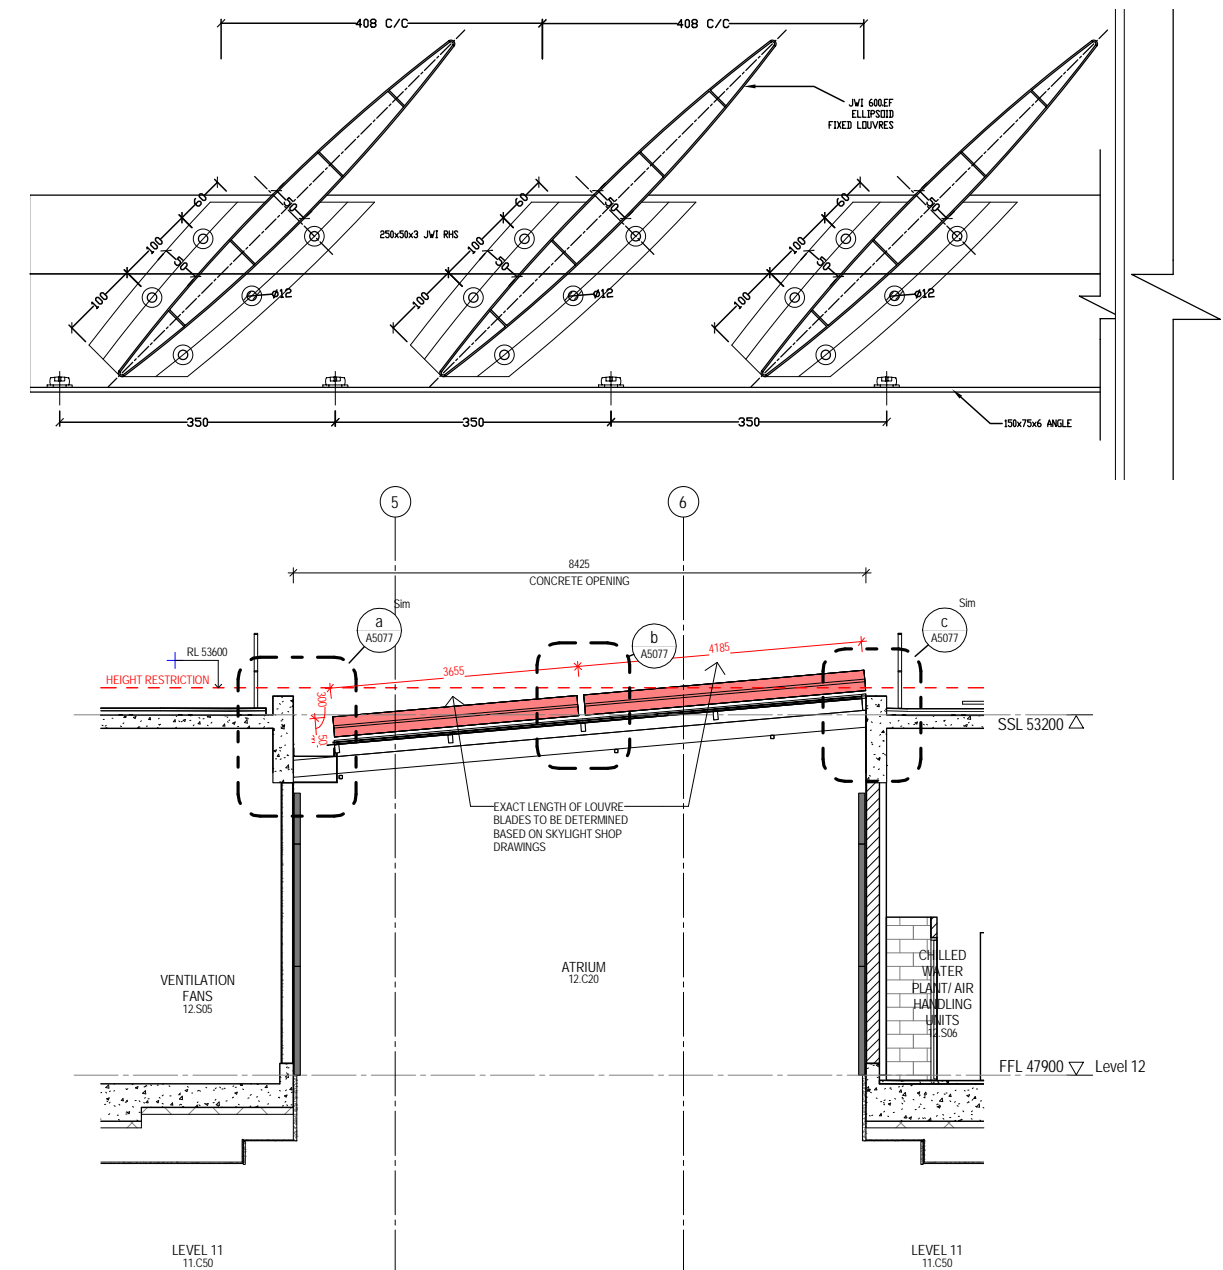 408 C/C
408 C/C
JWI 600EF
ELLIPSOID
FIXED LOUVRES
60
50
100
50
100
ø12
250x50x3 JWI RHS
60
50
100
50
100
ø12
60
50
100
50
100
ø12
350
350
350
150x75x6 ANGLE
5
6
8425
CONCRETE OPENING
Sim
a
A5077
b
A5077
Sim
c
A5077
RL 53600
HEIGHT RESTRICTION
3655
4185
300
SSL 53200
EXACT LENGTH OF LOUVRE
BLADES TO BE DETERMINED
BASED ON SKYLIGHT SHOP
DRAWINGS
VENTILATION
FANS
12.S05
ATRIUM
12.C20
CHILLED
WATER
PLANT/ AIR
HANDLING
UNITS
12.S06
FFL 47900
Level 12
LEVEL 11
11.C50
LEVEL 11
11.C50